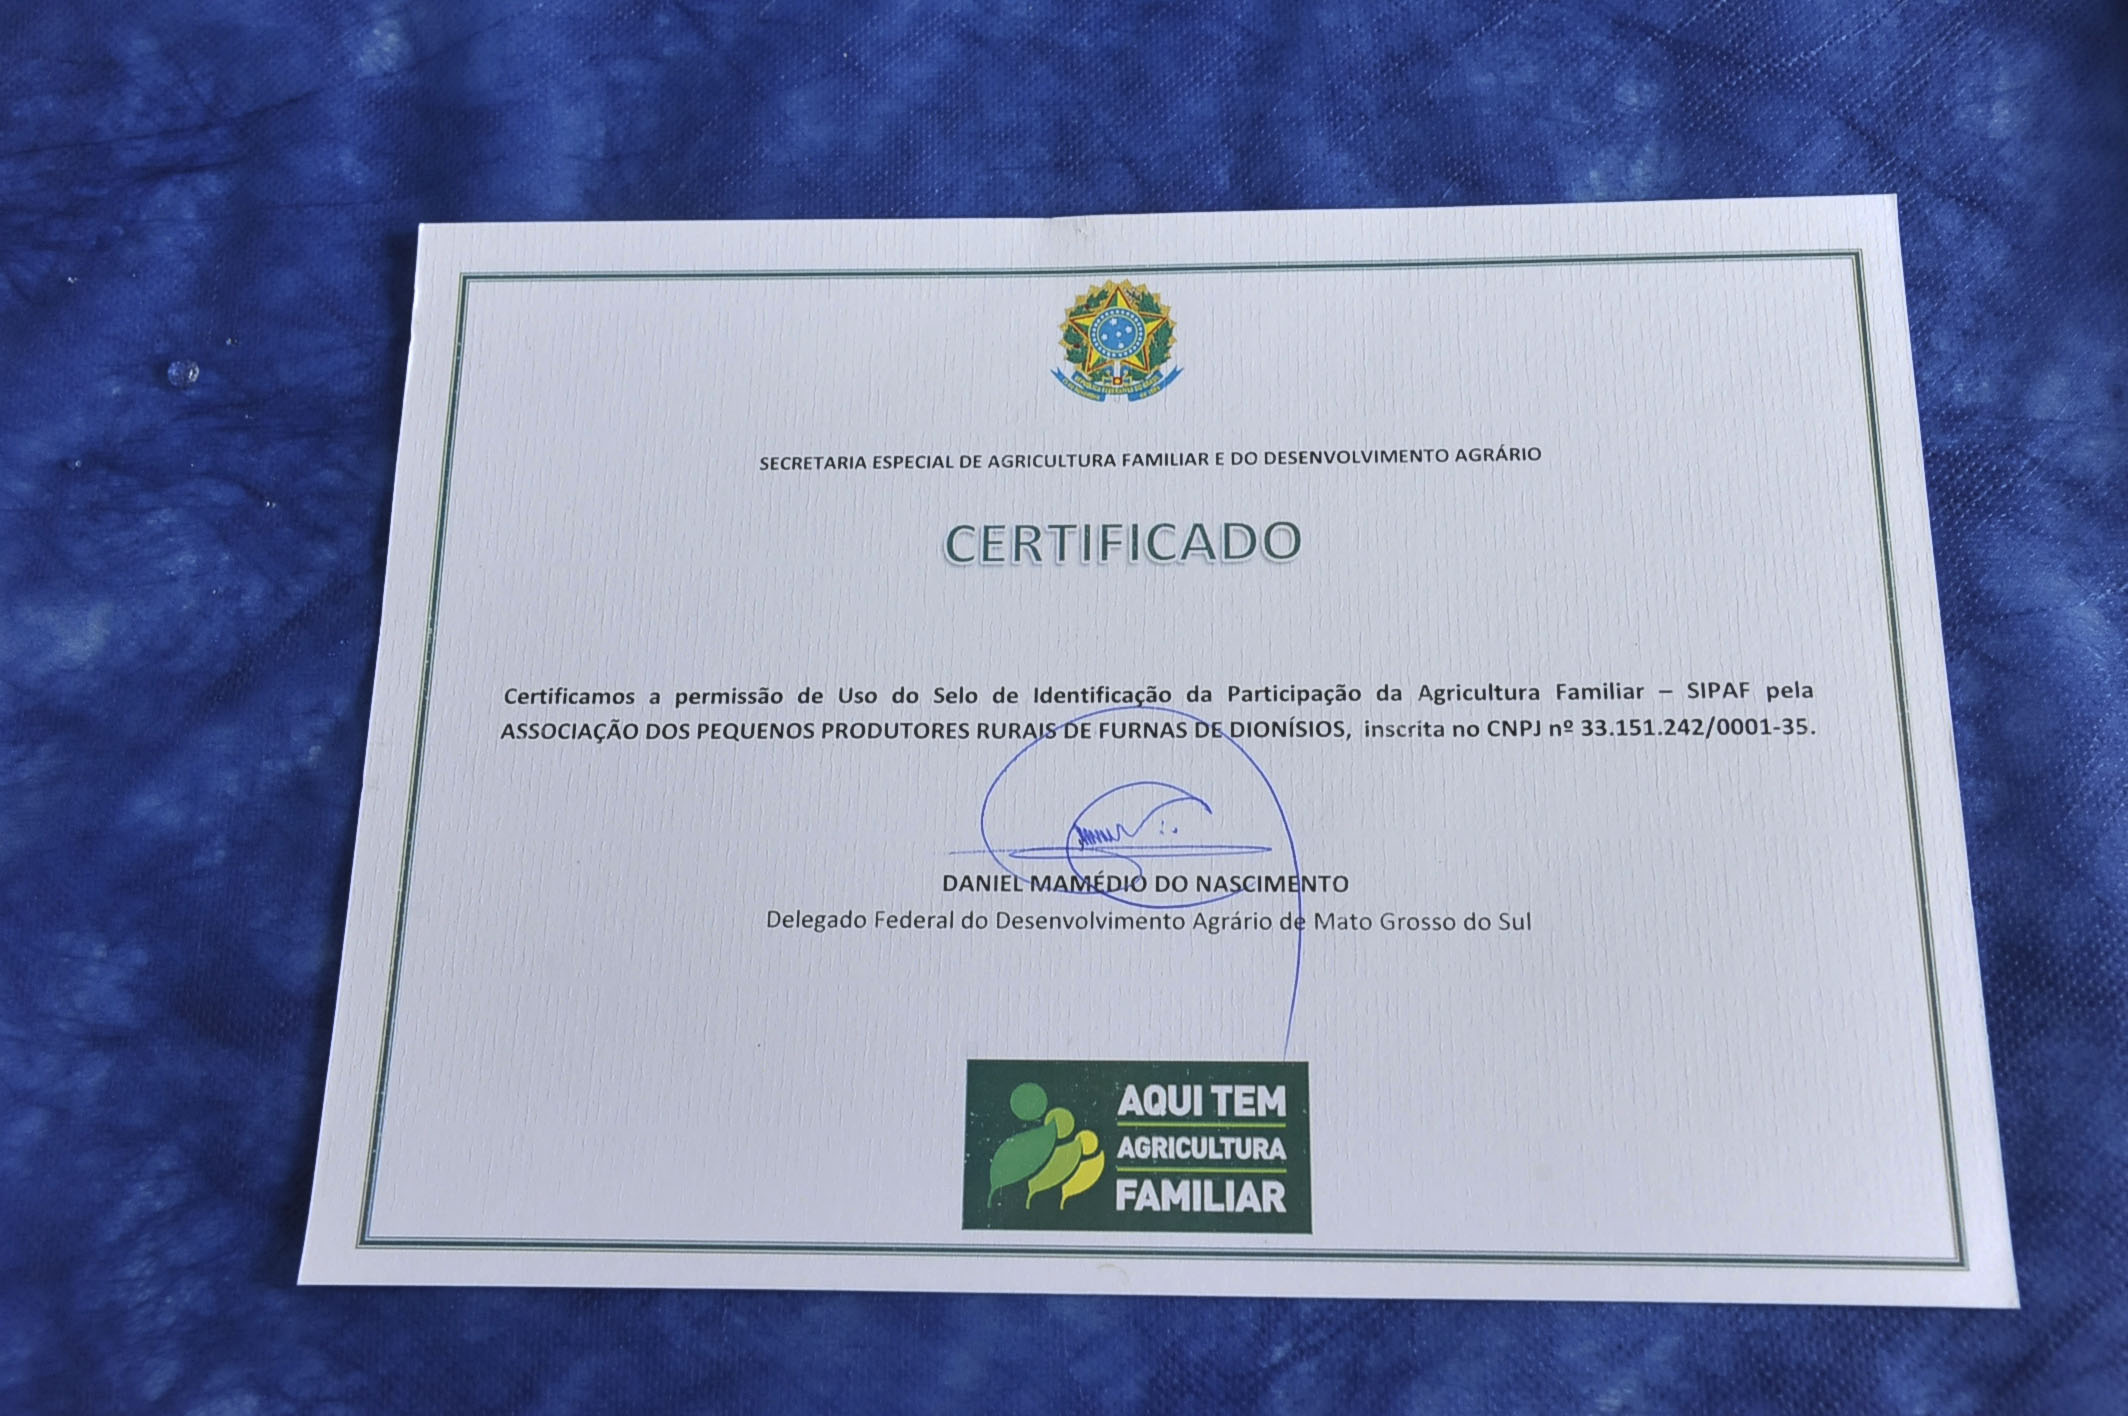 SECRETARIA ESPECIAL DE AGRICULTURA FAMILIAR E DO DESENVOLVIMENTO AGRÁRIO
CERTIFICADO
Certificamos a permissão de Uso do Selo de Identificação da Participação da Agricultura Familiar – SIPAF pela
ASSOCIAÇÃO DOS PEQUENOS PRODUTORES RURAIS DE FURNAS DE DIONÍSIOS, inscrita no CNPJ nº 33.151.242/0001-35.
DANIEL MAMÉDIO DO NASCIMENTO
Delegado Federal do Desenvolvimento Agrário de Mato Grosso do Sul
AQUI TEM
AGRICULTURA
FAMILIAR